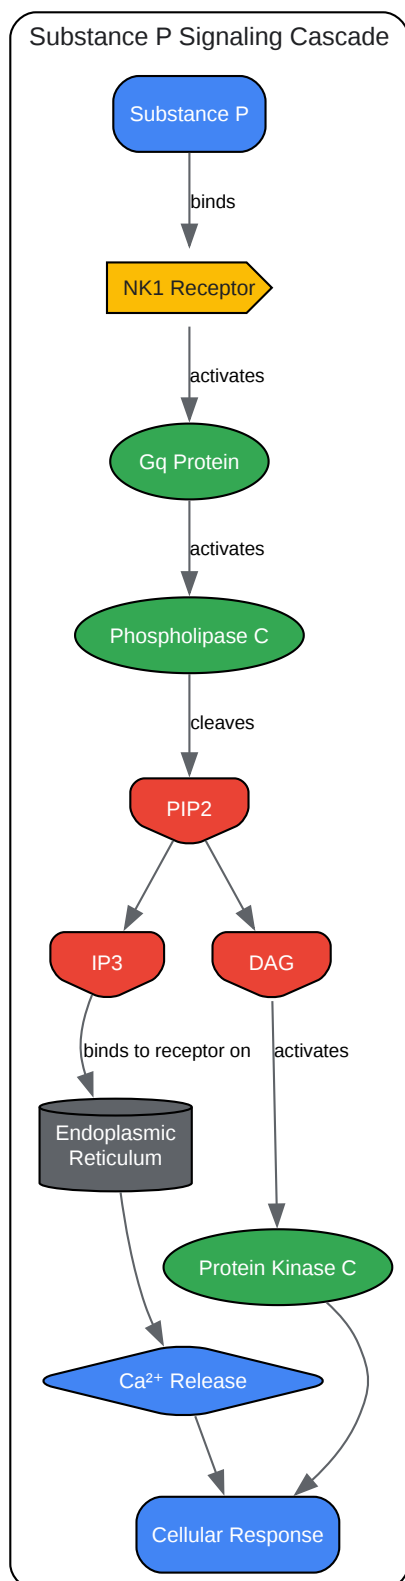 Substance P Signaling Cascade
Substance P
binds
NK1 Receptor
activates
Gq Protein
activates
Phospholipase C
cleaves
PIP2
IP3
DAG
binds to receptor on
activates
Endoplasmic
Reticulum
Protein Kinase C
Ca²⁺ Release
Cellular Response